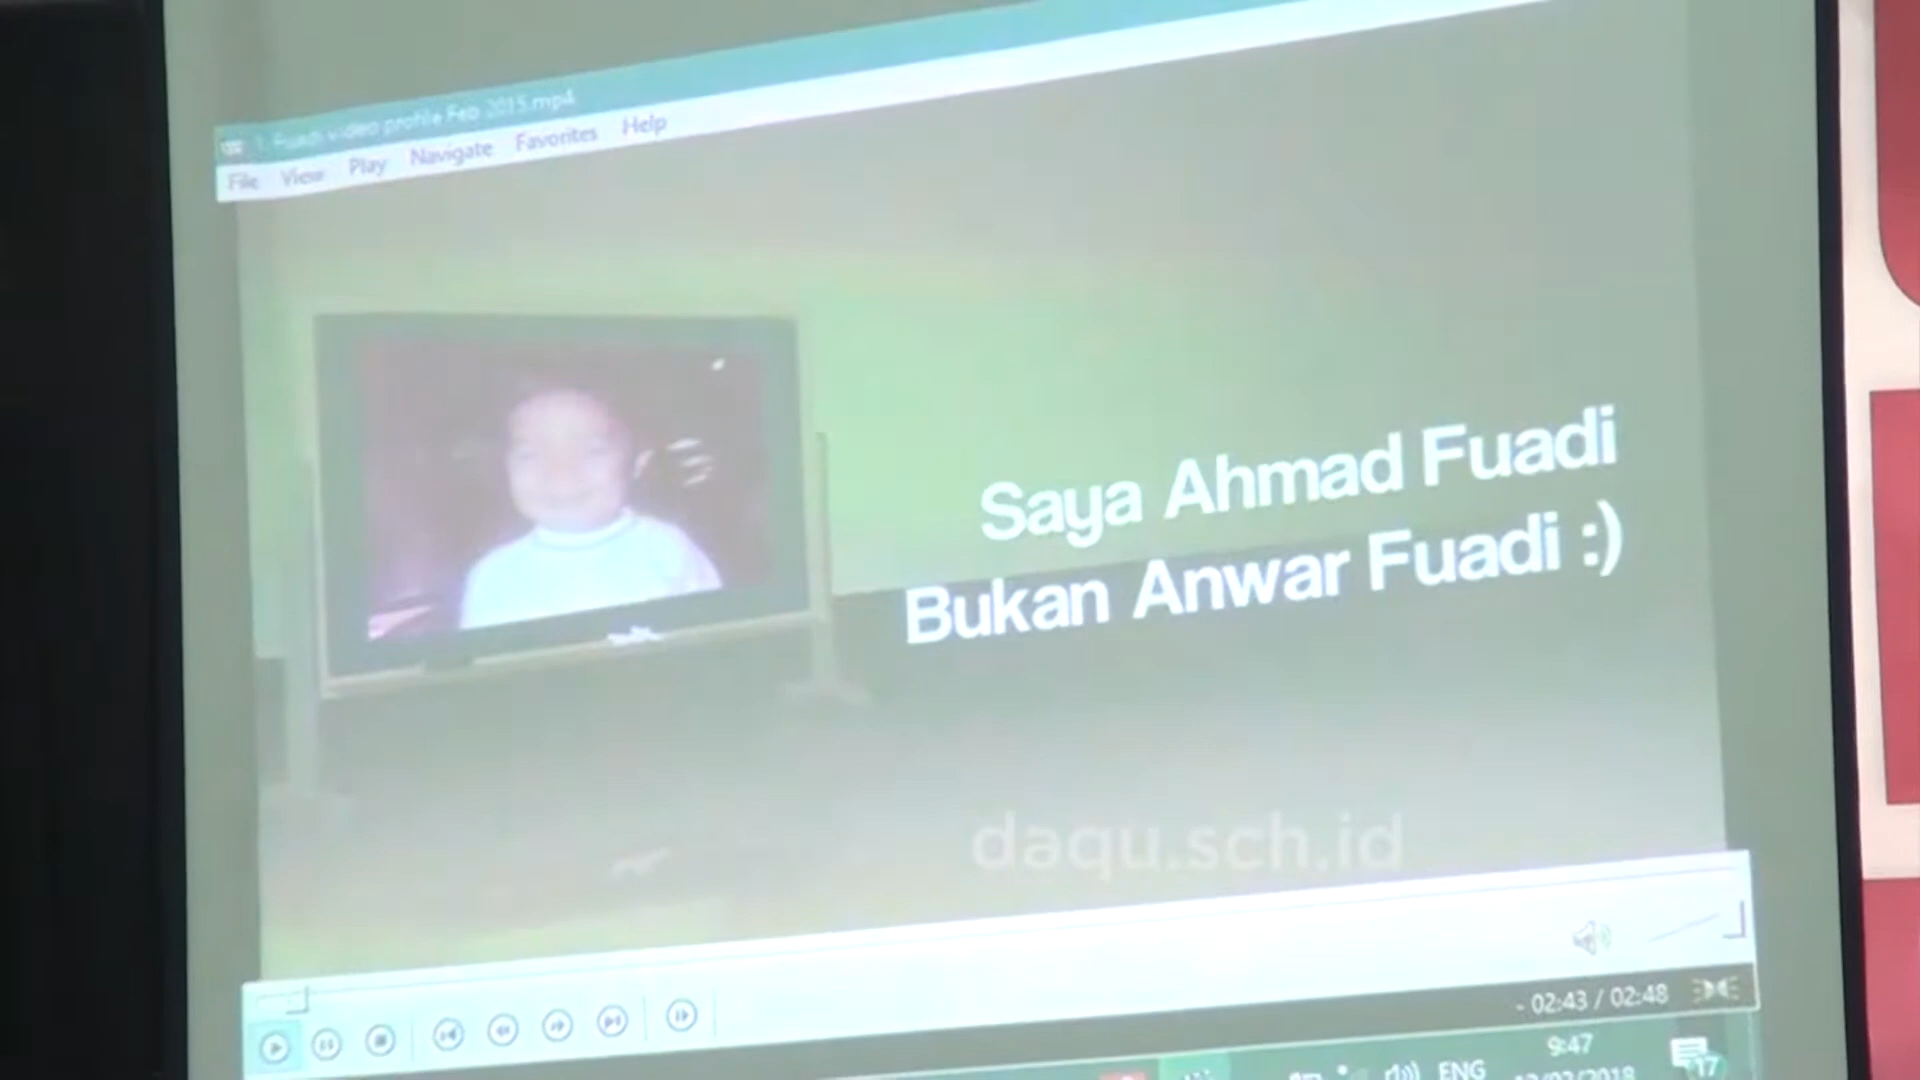 Fuadi video profile Feb 2015.mp4
File View Play Navigate Favorites Help
Saya Ahmad Fuadi
Bukan Anwar Fuadi :)
daqu.sch.id
- 02:43 / 02:48
ENG
9:47
17